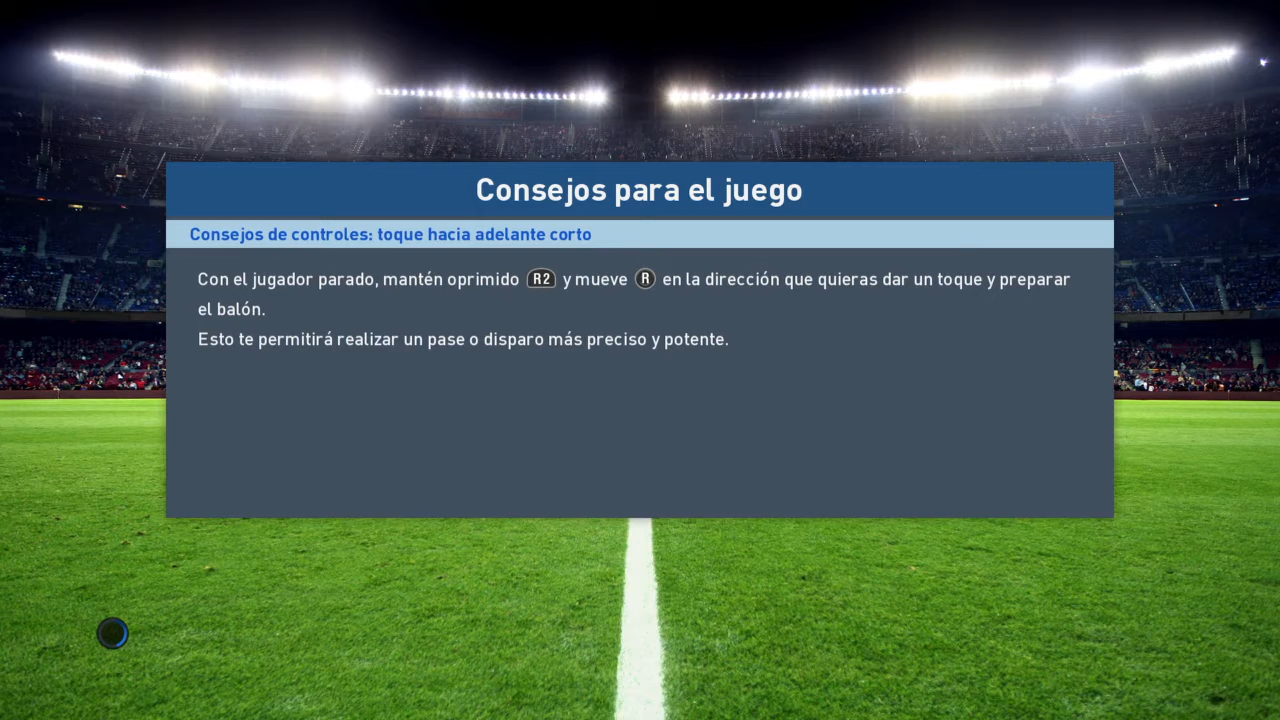 Consejos para el juego
Consejos de controles: toque hacia adelante corto
Con el jugador parado, mantén oprimido R2 y mueve R en la dirección que quieras dar un toque y preparar
el balón.
Esto te permitirá realizar un pase o disparo más preciso y potente.